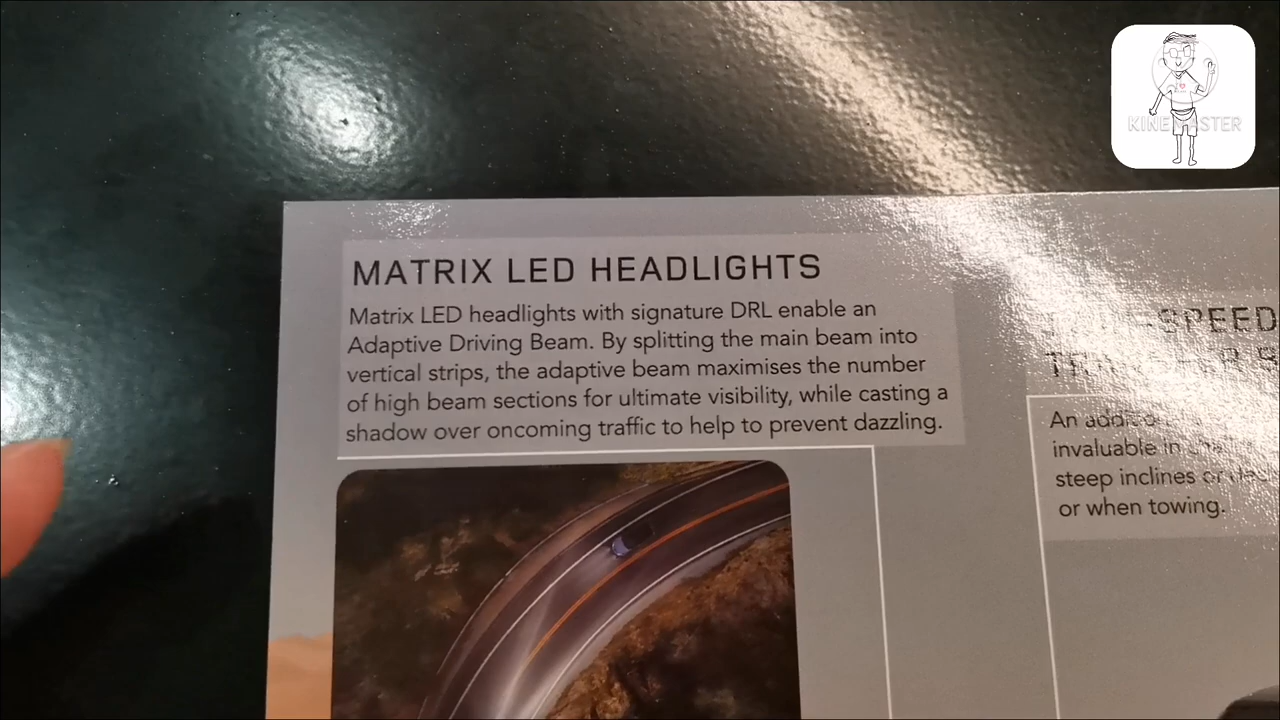 MATRIX LED HEADLIGHTS
Matrix LED headlights with signature DRL enable an
Adaptive Driving Beam. By splitting the main beam into
vertical strips, the adaptive beam maximises the number
of high beam sections for ultimate visibility, while casting a
shadow over oncoming traffic to help to prevent dazzling.
-SPEED
An
invaluable in
steep inclines or
or when towing.